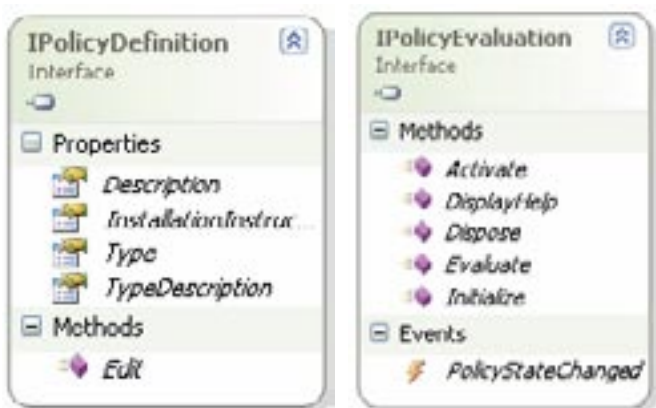 IPolicyDefinition
Interface
Properties
Description
InstallationInstruc...
Type
TypeDescription
Methods
Edit
IPolicyEvaluation
Interface
Methods
Activate
DisplayHelp
Dispose
Evaluate
Initialize
Events
PolicyStateChanged